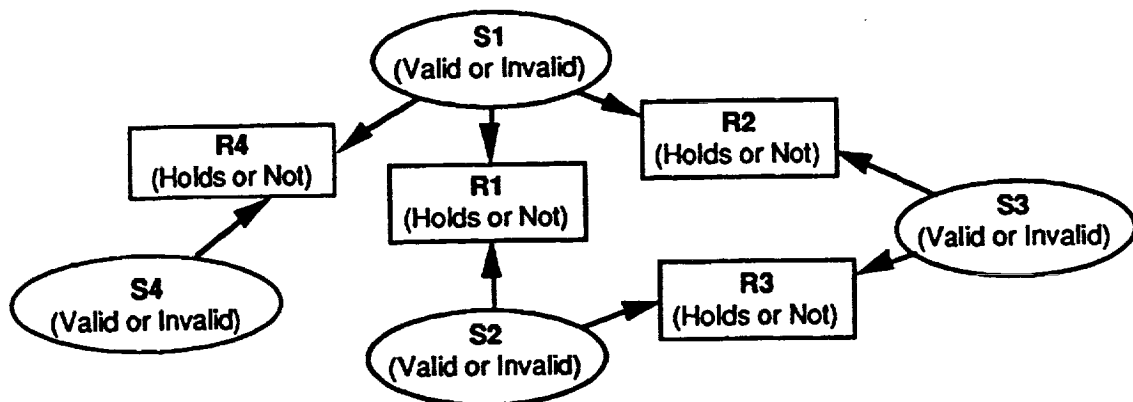 S1
(Valid or Invalid)
R4
(Holds or Not)
R2
(Holds or Not)
R1
(Holds or Not)
S3
(Valid or Invalid)
S4
(Valid or Invalid)
R3
(Holds or Not)
S2
(Valid or Invalid)